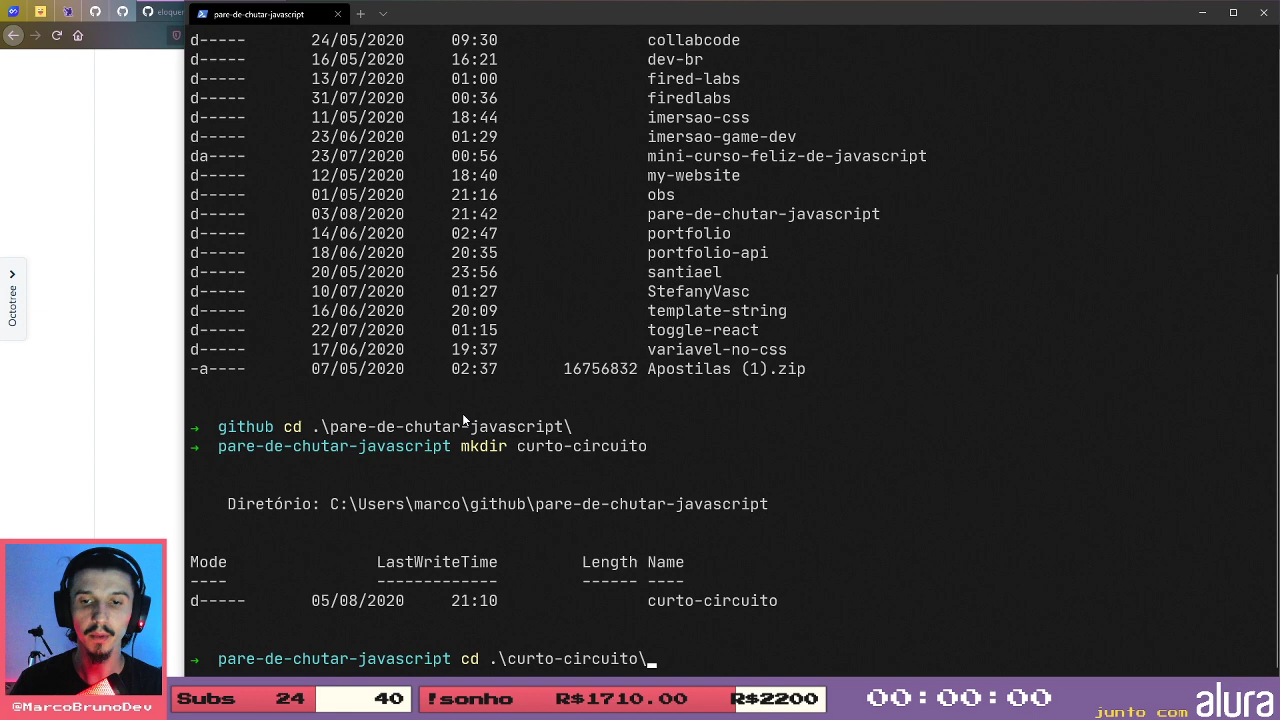 eloquer
pare-de-chutar-javascript
d----- 24/05/2020 09:30 collabcode
d----- 16/05/2020 16:21 dev-br
d----- 13/07/2020 01:00 fired-labs
d----- 31/07/2020 00:36 firedlabs
d----- 11/05/2020 18:44 imersao-css
d----- 23/06/2020 01:29 imersao-game-dev
da---- 23/07/2020 00:56 mini-curso-feliz-de-javascript
d----- 12/05/2020 18:40 my-website
d----- 01/05/2020 21:16 obs
d----- 03/08/2020 21:42 pare-de-chutar-javascript
d----- 14/06/2020 02:47 portfolio
d----- 18/06/2020 20:35 portfolio-api
d----- 20/05/2020 23:56 santiael
d----- 10/07/2020 01:27 StefanyVasc
d----- 16/06/2020 20:09 template-string
d----- 22/07/2020 01:15 toggle-react
d----- 17/06/2020 19:37 variavel-no-css
-a---- 07/05/2020 02:37 16756832 Apostilas (1).zip
→ github cd .\pare-de-chutar-javascript\
→ pare-de-chutar-javascript mkdir curto-circuito
Diretório: C:\Users\marco\github\pare-de-chutar-javascript
Mode LastWriteTime Length Name
---- ------------- ------ ----
d----- 05/08/2020 21:10 curto-circuito
→ pare-de-chutar-javascript cd .\curto-circuito\
Octotree
@MarcoBrunoDev
Subs 24 40
!sonho R$1710.00 R$2200
00:00:00
junto com alura